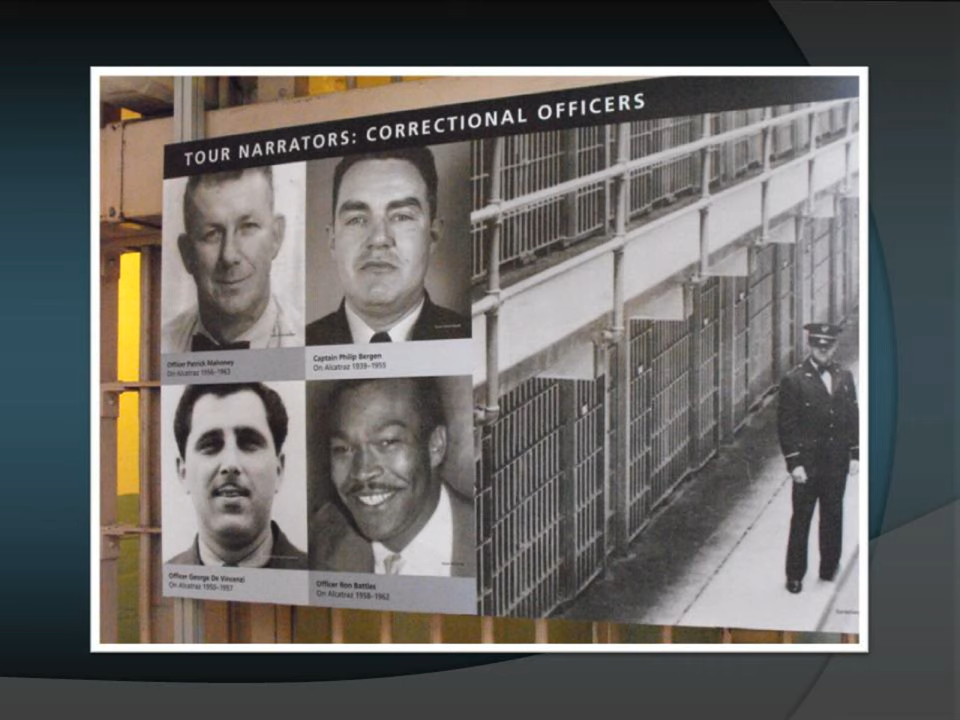 TOUR NARRATORS: CORRECTIONAL OFFICERS
Officer Patrick Mahoney
On Alcatraz 1956–1963
Captain Philip Bergen
On Alcatraz 1939–1955
Officer George De Vincenzi
On Alcatraz 1950–1957
Officer Ron Battles
On Alcatraz 1958–1962